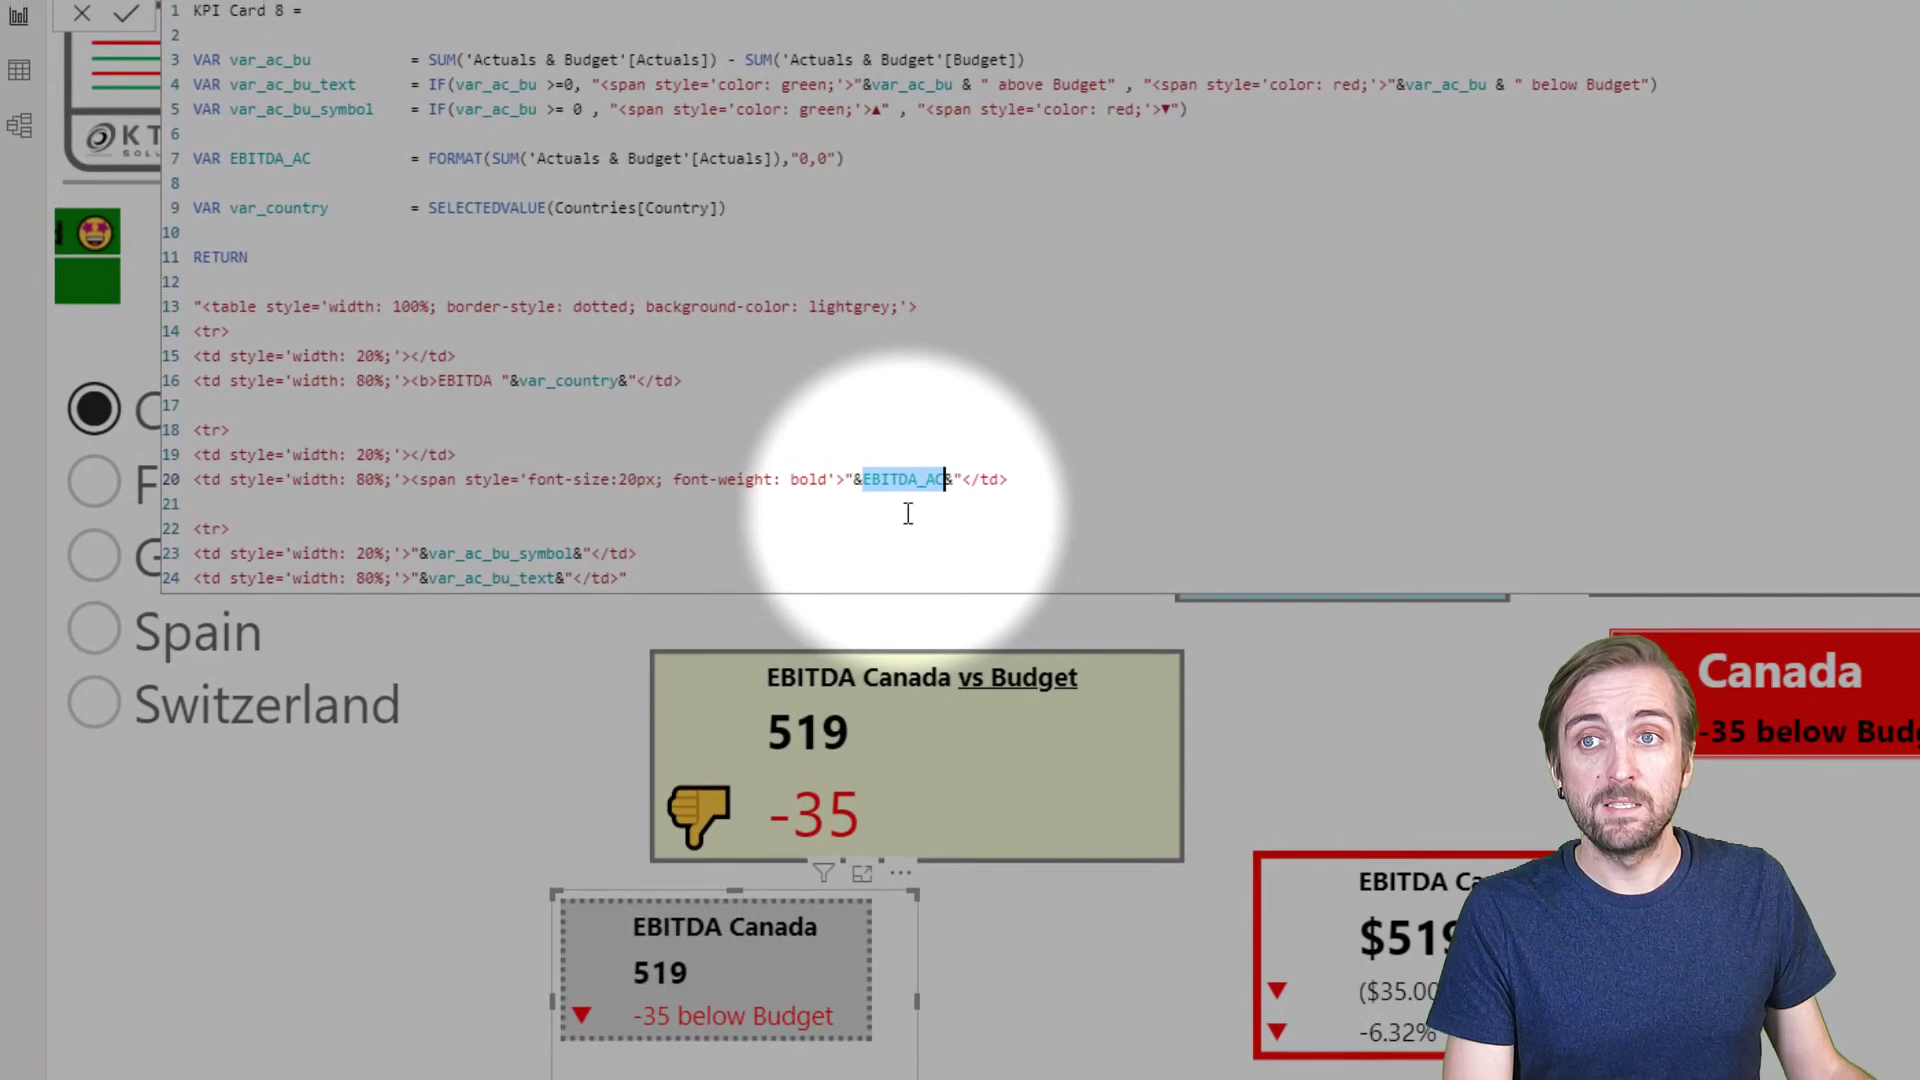 1 KPI Card 8 =
2
3 VAR var_ac_bu = SUM('Actuals & Budget'[Actuals]) - SUM('Actuals & Budget'[Budget])
4 VAR var_ac_bu_text = IF(var_ac_bu >=0, "<span style='color: green;'>"&var_ac_bu & " above Budget" , "<span style='color: red;'>"&var_ac_bu & " below Budget")
5 VAR var_ac_bu_symbol = IF(var_ac_bu >= 0 , "<span style='color: green;'>▲" , "<span style='color: red;'>▼")
6
7 VAR EBITDA_AC = FORMAT(SUM('Actuals & Budget'[Actuals]),"0,0")
8
9 VAR var_country = SELECTEDVALUE(Countries[Country])
10
11 RETURN
12
13 "<table style='width: 100%; border-style: dotted; background-color: lightgrey;'>
14 <tr>
15 <td style='width: 20%;'></td>
16 <td style='width: 80%;'><b>EBITDA "&var_country&"</td>
17
18 <tr>
19 <td style='width: 20%;'></td>
20 <td style='width: 80%;'><span style='font-size:20px; font-weight: bold'>"&EBITDA_AC&"</td>
21
22 <tr>
23 <td style='width: 20%;'>"&var_ac_bu_symbol&"</td>
24 <td style='width: 80%;'>"&var_ac_bu_text&"</td>"
KT
SOL
C
F
G
Spain
Switzerland
EBITDA Canada vs Budget
519
-35
EBITDA Canada
519
▼ -35 below Budget
Canada
-35 below Budg
EBITDA Ca
$519
▼ ($35.00
▼ -6.32%